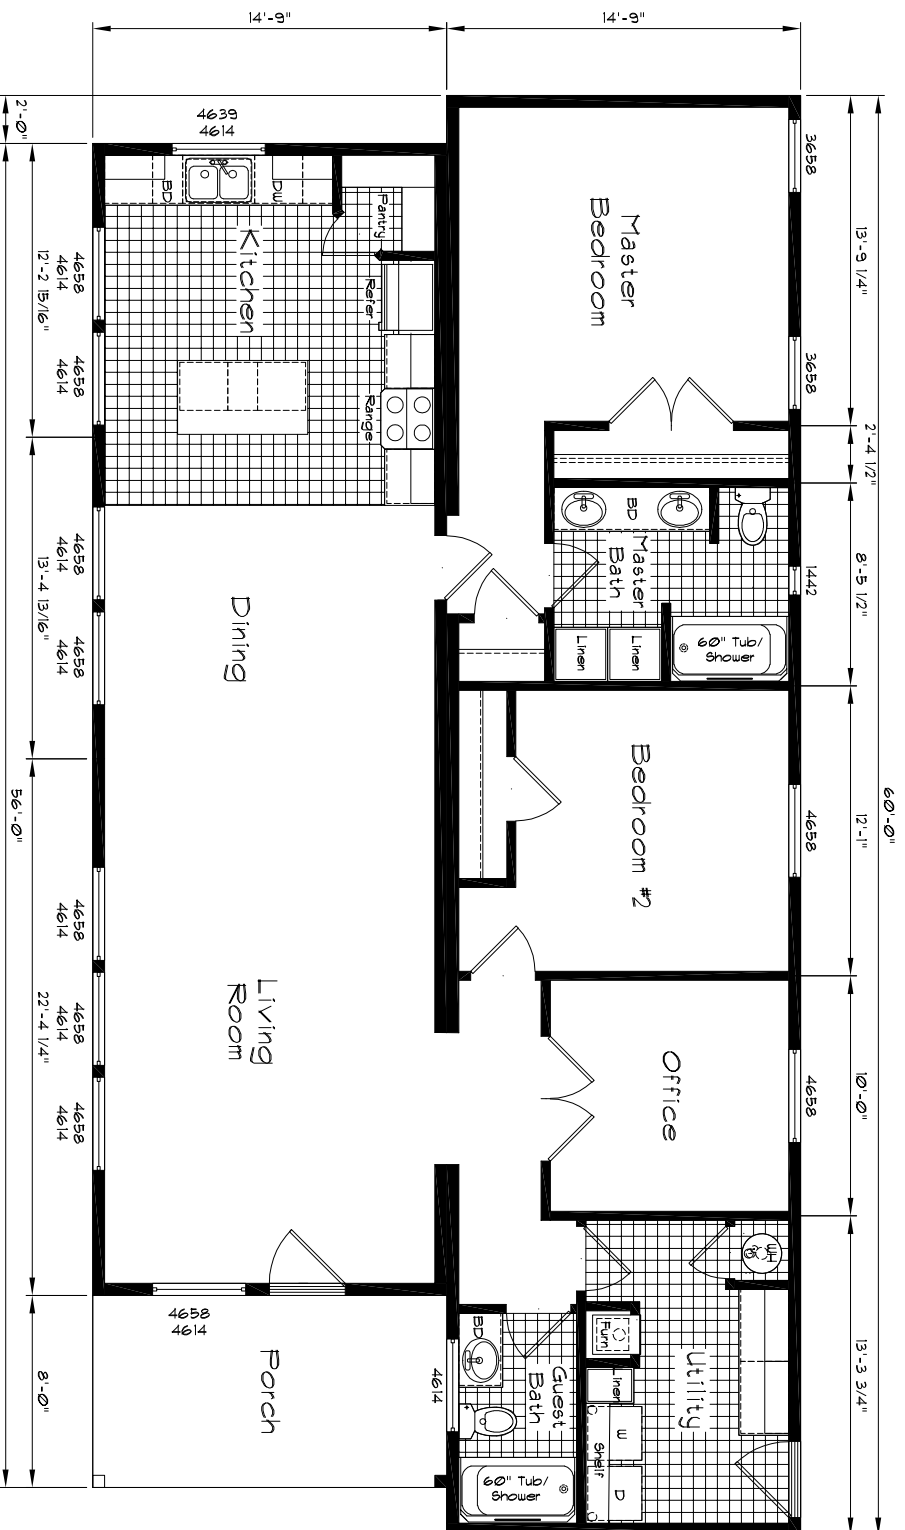 14'-9"
14'-9"
2'-0"
4639
4614
3658
13'-9 1/4"
BD
DW
Pantry
Kitchen
Master
Bedroom
4658
4614
12'-2 15/16"
Refer
4658
4614
Range
3658
2'-4 1/2"
BD
Master
Bath
1442
8'-5 1/2"
4658
4614
13'-4 13/16"
4658
4614
Dining
Linen
Linen
60" Tub/
Shower
Bedroom #2
4658
12'-1"
60'-0"
56'-0"
4658
4614
22'-4 1/4"
4658
4614
4658
4614
Living
Room
Office
4658
10'-0"
WH
Furn
Utility
13'-3 3/4"
4658
4614
Porch
8'-0"
4614
BD
Guest
Bath
Linen
W
Shelf
D
60" Tub/
Shower